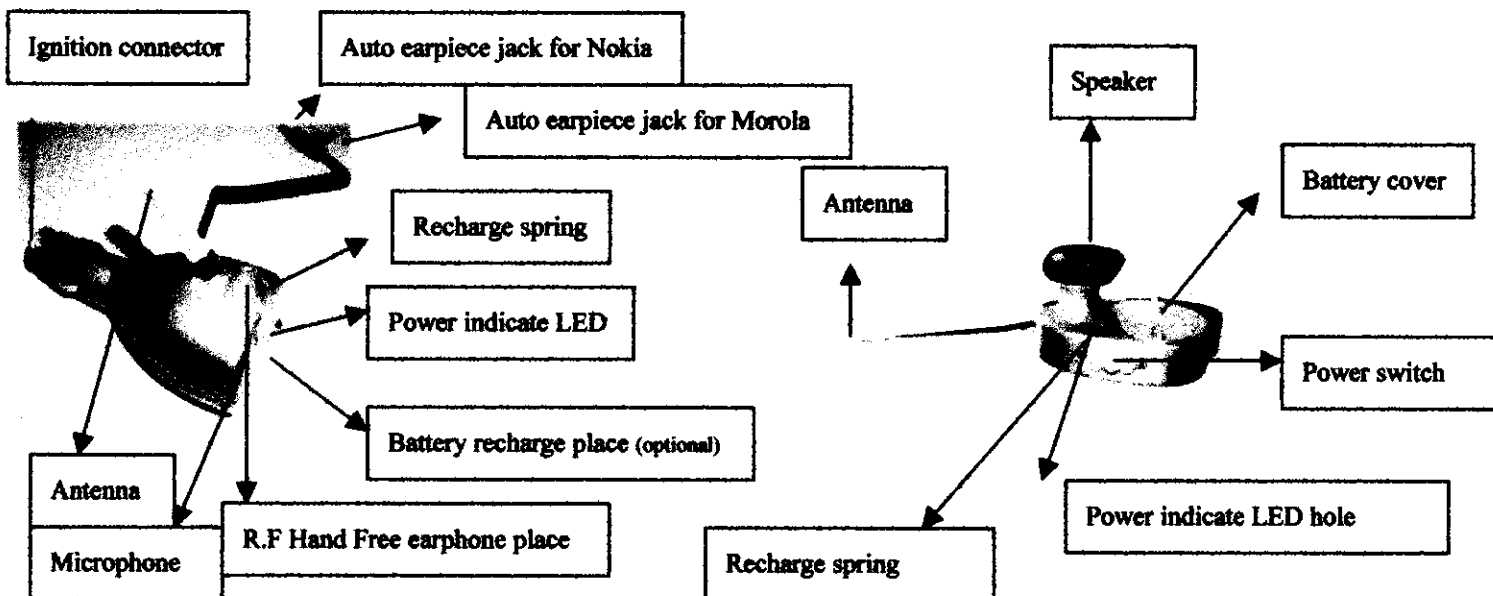 Ignition connector
Auto earpiece jack for Nokia
Auto earpiece jack for Morola
Recharge spring
Power indicate LED
Battery recharge place (optional)
Antenna
Microphone
R.F Hand Free earphone place
Speaker
Antenna
Battery cover
Power switch
Power indicate LED hole
Recharge spring